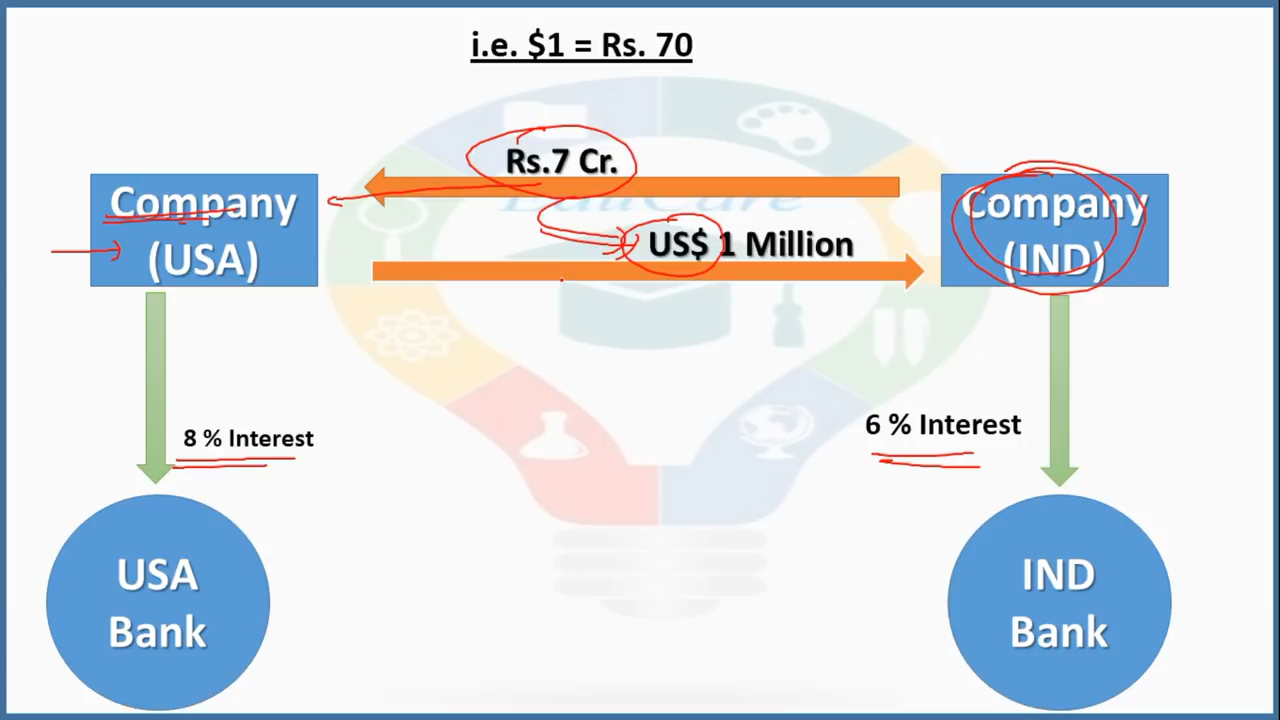 i.e. $1 = Rs. 70
Rs.7 Cr.
EduCare
US$ 1 Million
Company
(USA)
Company
(IND)
8 % Interest
6 % Interest
USA
Bank
IND
Bank